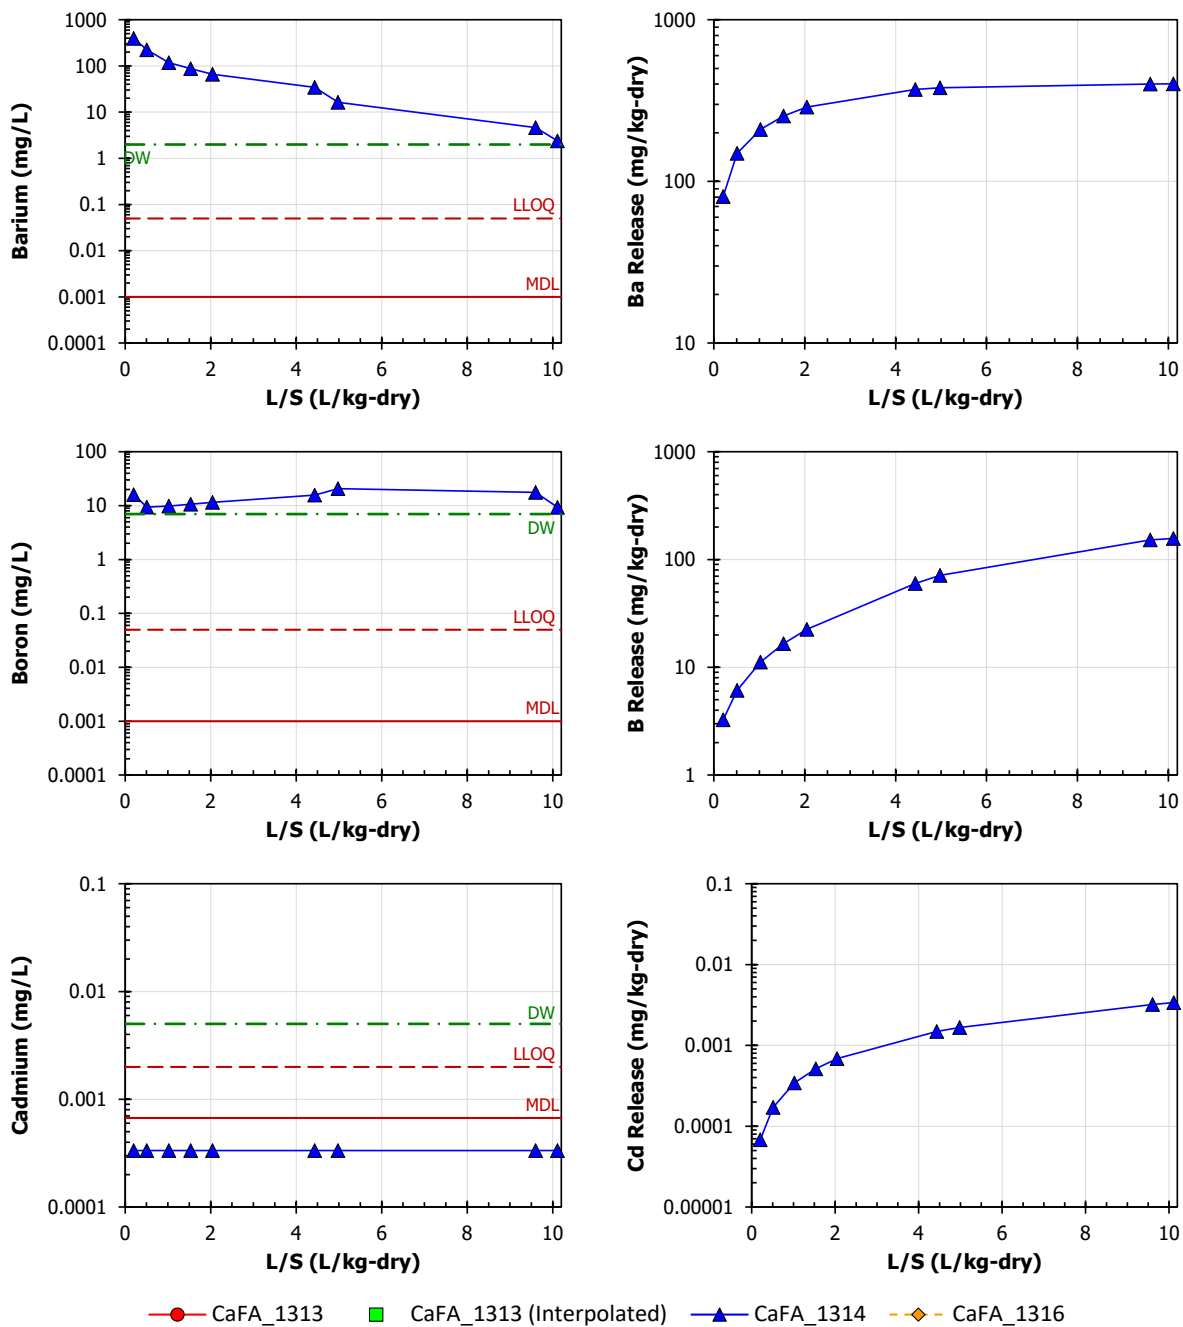 1000
100
10
1
0.1
0.01
0.001
0.0001
Barium (mg/L)
DW
LLOQ
MDL
0 2 4 6 8 10
L/S (L/kg-dry)
1000
100
10
Ba Release (mg/kg-dry)
0 2 4 6 8 10
L/S (L/kg-dry)
100
10
1
0.1
0.01
0.001
0.0001
Boron (mg/L)
DW
LLOQ
MDL
0 2 4 6 8 10
L/S (L/kg-dry)
1000
100
10
1
B Release (mg/kg-dry)
0 2 4 6 8 10
L/S (L/kg-dry)
0.1
0.01
0.001
0.0001
Cadmium (mg/L)
DW
LLOQ
MDL
0 2 4 6 8 10
L/S (L/kg-dry)
0.1
0.01
0.001
0.0001
0.00001
Cd Release (mg/kg-dry)
0 2 4 6 8 10
L/S (L/kg-dry)
CaFA_1313 CaFA_1313 (Interpolated) CaFA_1314 CaFA_1316